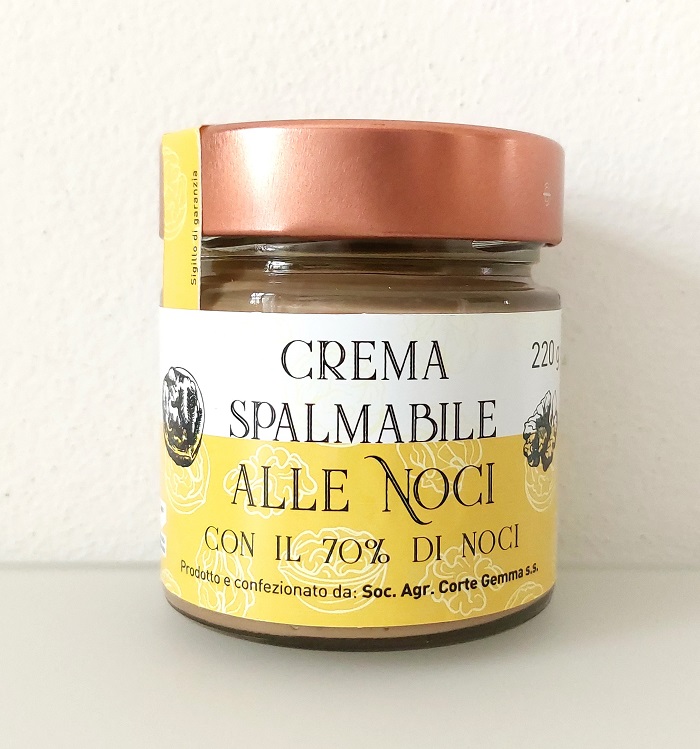 Sigillo di garanzia
CREMA
220 g
SPALMABILE
ALLE NOCI
CON IL 70% DI NOCI
Prodotto e confezionato da: Soc. Agr. Corte Gemma s.s.